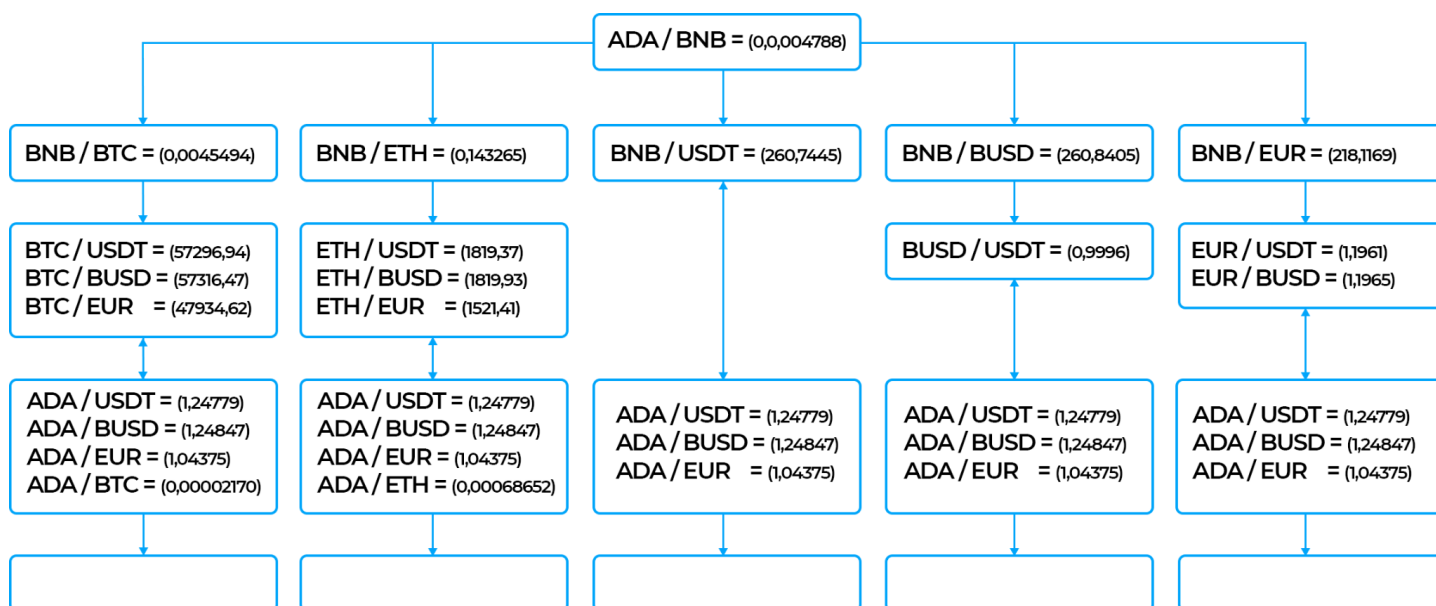 ADA / BNB = (0,0,004788)
BNB / BTC = (0,0045494)
BNB / ETH = (0,143265)
BNB / USDT = (260,7445)
BNB / BUSD = (260,8405)
BNB / EUR = (218,1169)
BTC / USDT = (57296,94)
BTC / BUSD = (57316,47)
BTC / EUR = (47934,62)
ETH / USDT = (1819,37)
ETH / BUSD = (1819,93)
ETH / EUR = (1521,41)
BUSD / USDT = (0,9996)
EUR / USDT = (1,1961)
EUR / BUSD = (1,1965)
ADA / USDT = (1,24779)
ADA / BUSD = (1,24847)
ADA / EUR = (1,04375)
ADA / BTC = (0,00002170)
ADA / USDT = (1,24779)
ADA / BUSD = (1,24847)
ADA / EUR = (1,04375)
ADA / ETH = (0,00068652)
ADA / USDT = (1,24779)
ADA / BUSD = (1,24847)
ADA / EUR = (1,04375)
ADA / USDT = (1,24779)
ADA / BUSD = (1,24847)
ADA / EUR = (1,04375)
ADA / USDT = (1,24779)
ADA / BUSD = (1,24847)
ADA / EUR = (1,04375)